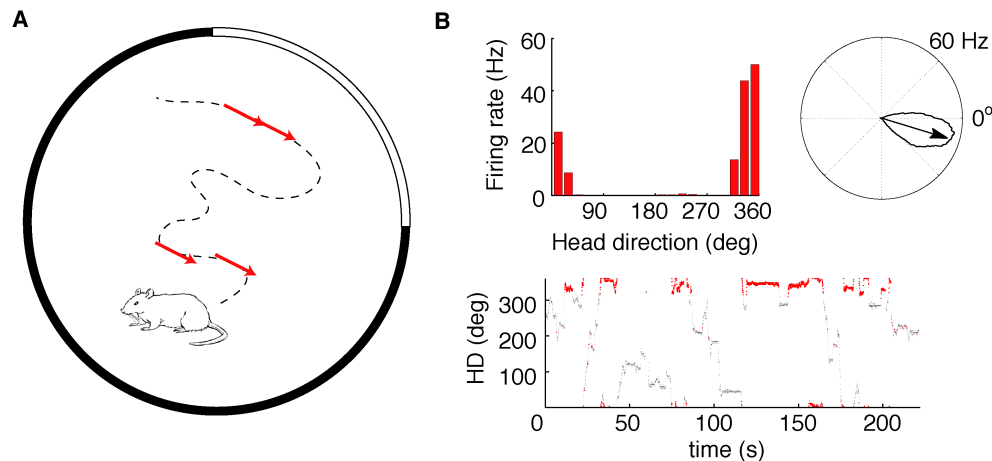 A
B
60
40
20
0
Firing rate (Hz)
90 180 270 360
Head direction (deg)
60 Hz
0°
300
200
100
HD (deg)
0 50 100 150 200
time (s)